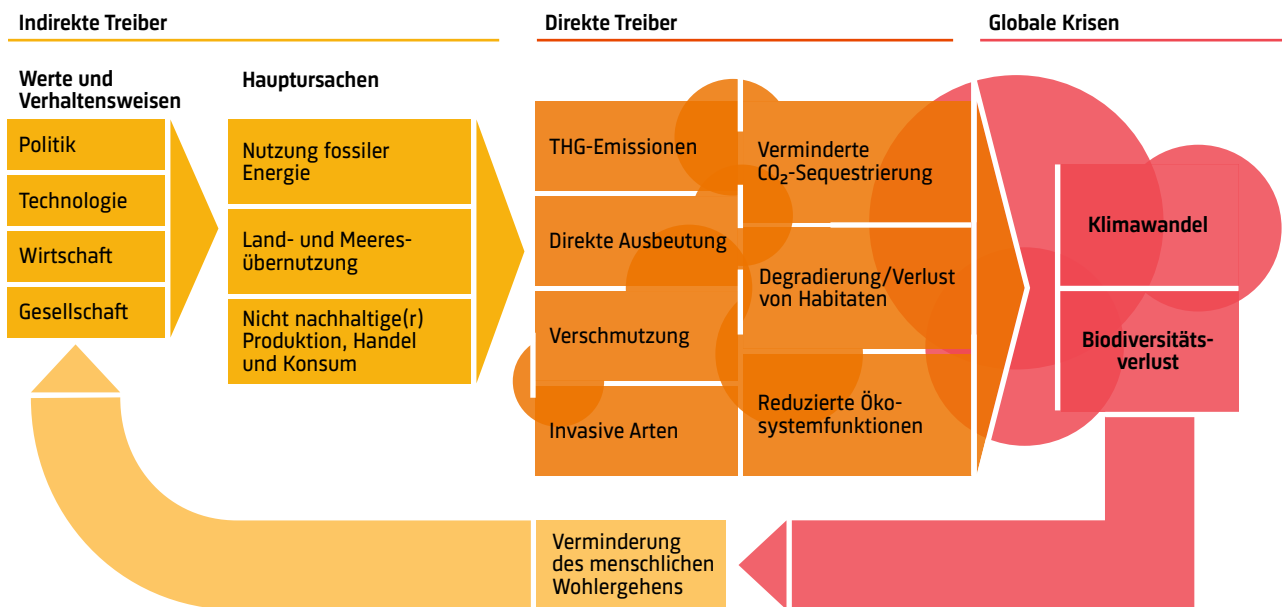 Indirekte Treiber
Direkte Treiber
Globale Krisen
Werte und
Verhaltensweisen
Hauptursachen
Politik
Technologie
Wirtschaft
Gesellschaft
Nutzung fossiler
Energie
Land- und Meeres-
übernutzung
Nicht nachhaltige(r)
Produktion, Handel
und Konsum
THG-Emissionen
Direkte Ausbeutung
Verschmutzung
Invasive Arten
Verminderte
CO₂-Sequestrierung
Degradierung/Verlust
von Habitaten
Reduzierte Öko-
systemfunktionen
Klimawandel
Biodiversitäts-
verlust
Verminderung
des menschlichen
Wohlergehens